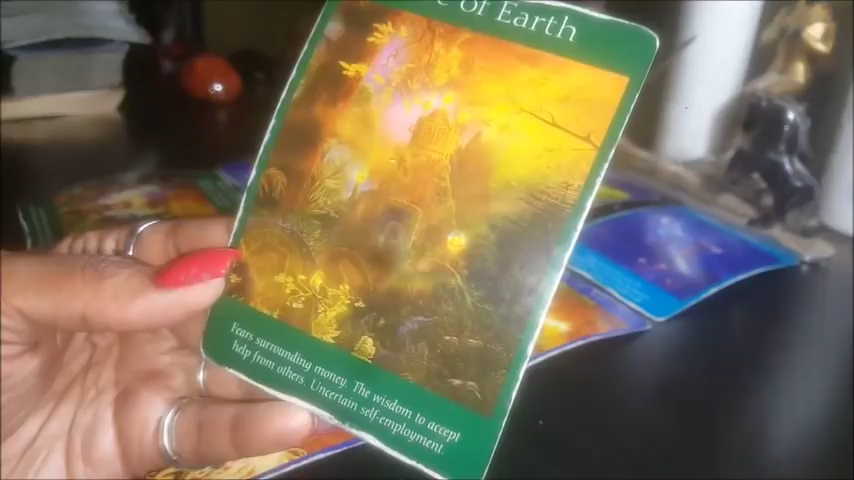 of Earth
Fears surrounding money. The wisdom to accept
help from others. Uncertain self-employment.